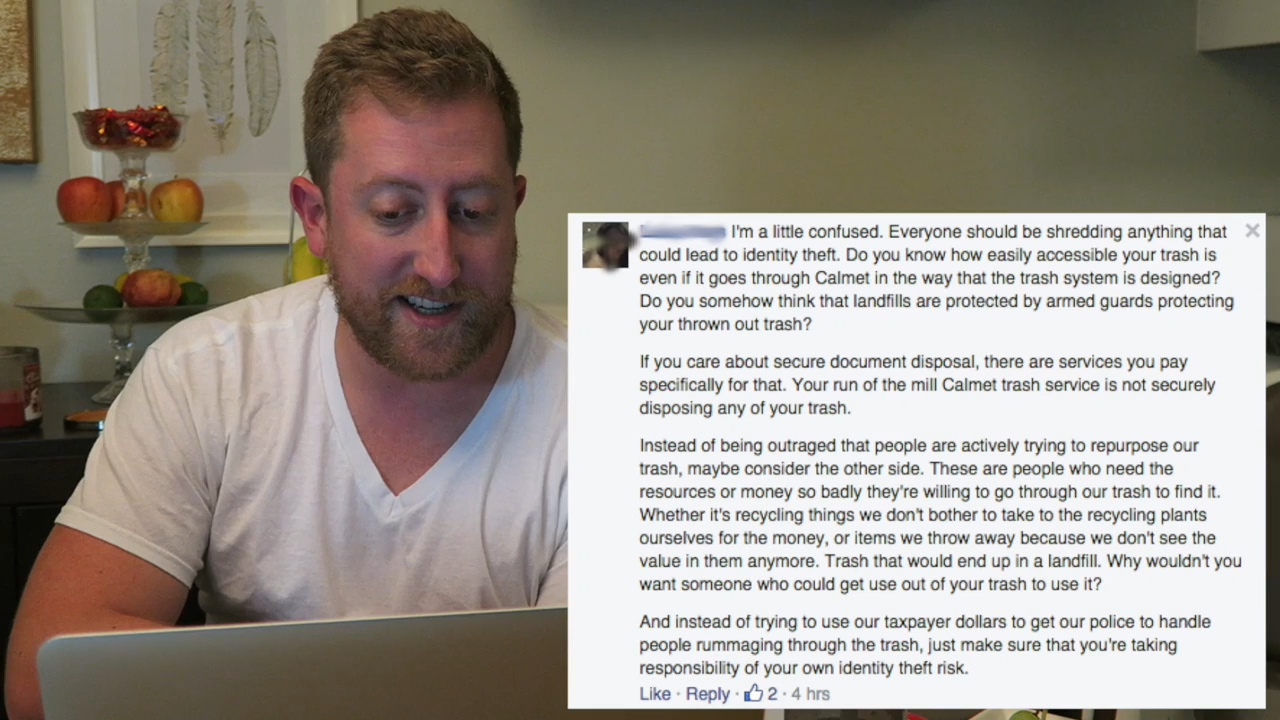 I'm a little confused. Everyone should be shredding anything that
could lead to identity theft. Do you know how easily accessible your trash is
even if it goes through Calmet in the way that the trash system is designed?
Do you somehow think that landfills are protected by armed guards protecting
your thrown out trash?
If you care about secure document disposal, there are services you pay
specifically for that. Your run of the mill Calmet trash service is not securely
disposing any of your trash.
Instead of being outraged that people are actively trying to repurpose our
trash, maybe consider the other side. These are people who need the
resources or money so badly they're willing to go through our trash to find it.
Whether it's recycling things we don't bother to take to the recycling plants
ourselves for the money, or items we throw away because we don't see the
value in them anymore. Trash that would end up in a landfill. Why wouldn't you
want someone who could get use out of your trash to use it?
And instead of trying to use our taxpayer dollars to get our police to handle
people rummaging through the trash, just make sure that you're taking
responsibility of your own identity theft risk.
Like · Reply · 2 · 4 hrs